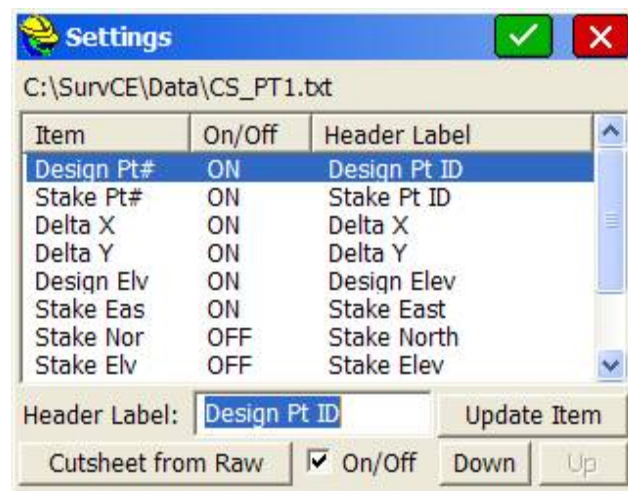 Settings
C:\SurvCE\Data\CS_PT1.txt
Item On/Off Header Label
Design Pt# ON Design Pt ID
Stake Pt# ON Stake Pt ID
Delta X ON Delta X
Delta Y ON Delta Y
Design Elv ON Design Elev
Stake Eas ON Stake East
Stake Nor OFF Stake North
Stake Elv OFF Stake Elev
Header Label: Design Pt ID Update Item
Cutsheet from Raw On/Off Down Up